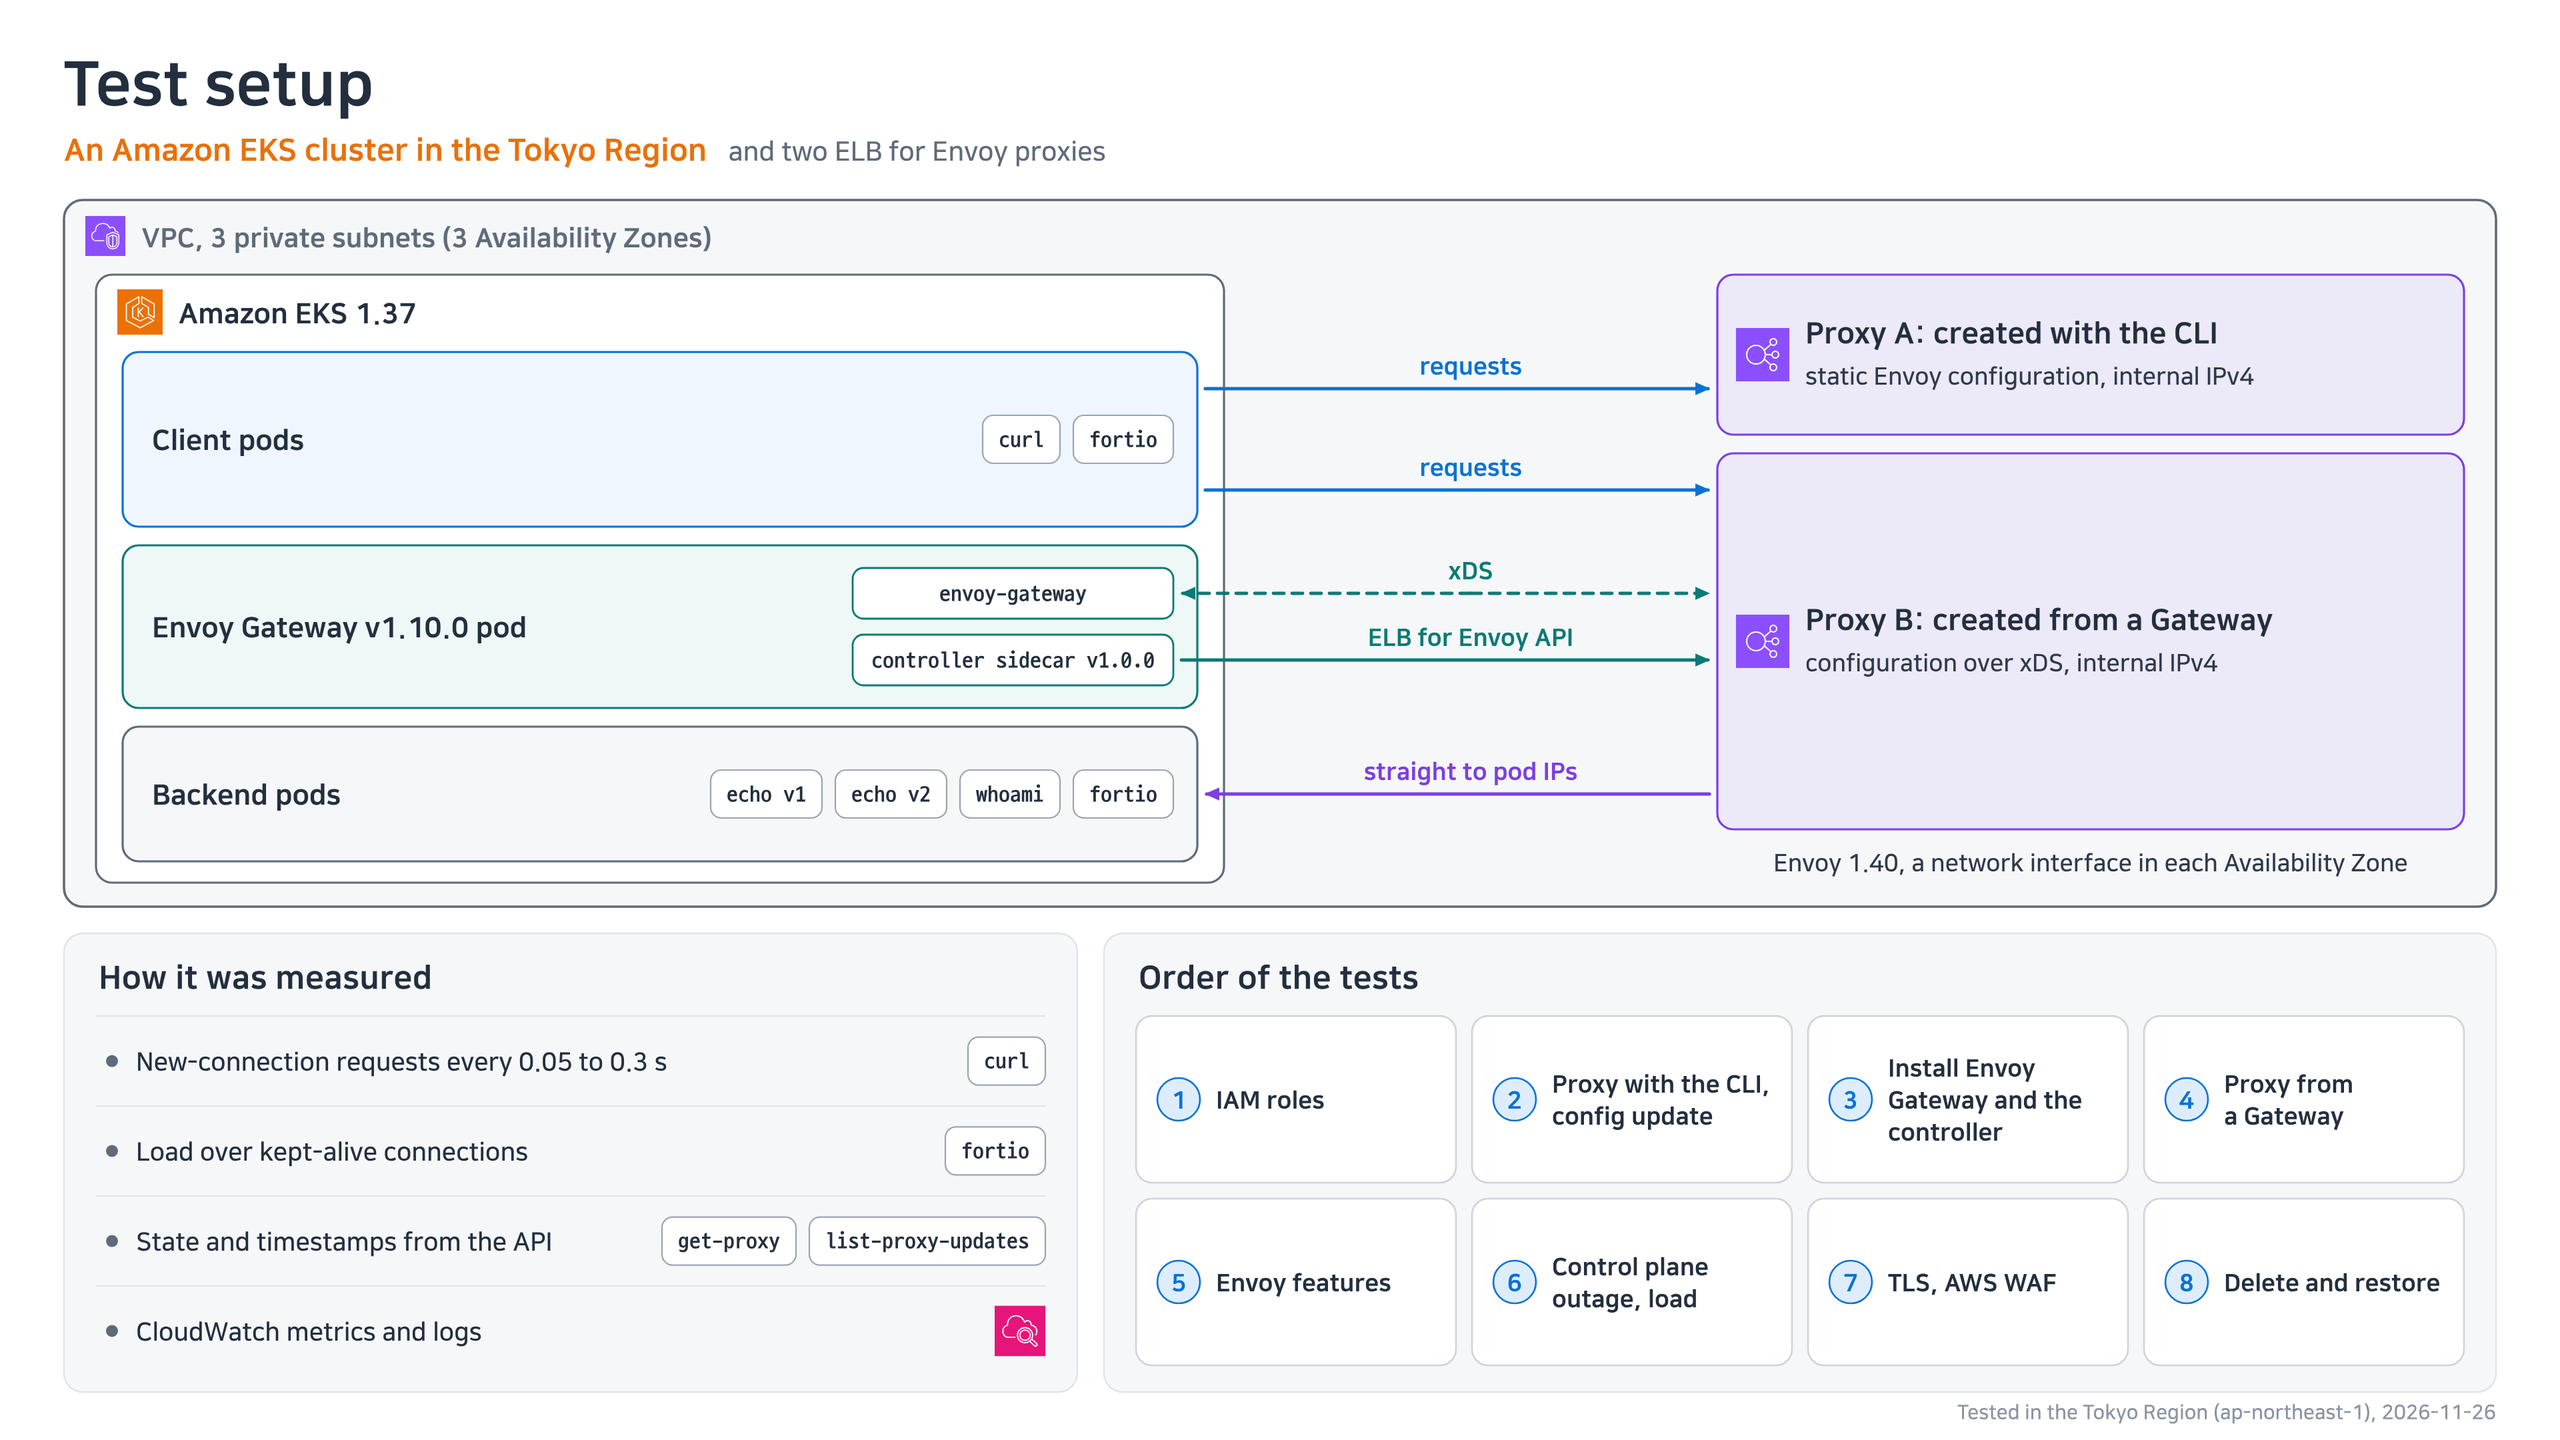 Test setup
An Amazon EKS cluster in the Tokyo Region and two ELB for Envoy proxies
VPC, 3 private subnets (3 Availability Zones)
Amazon EKS 1.37
Client pods
curl
fortio
Envoy Gateway v1.10.0 pod
envoy-gateway
controller sidecar v1.0.0
Backend pods
echo v1
echo v2
whoami
fortio
requests
requests
xDS
ELB for Envoy API
straight to pod IPs
Proxy A: created with the CLI
static Envoy configuration, internal IPv4
Proxy B: created from a Gateway
configuration over xDS, internal IPv4
Envoy 1.40, a network interface in each Availability Zone
How it was measured
New-connection requests every 0.05 to 0.3 s
curl
Load over kept-alive connections
fortio
State and timestamps from the API
get-proxy
list-proxy-updates
CloudWatch metrics and logs
Order of the tests
1
IAM roles
2
Proxy with the CLI,
config update
3
Install Envoy
Gateway and the
controller
4
Proxy from
a Gateway
5
Envoy features
6
Control plane
outage, load
7
TLS, AWS WAF
8
Delete and restore
Tested in the Tokyo Region (ap-northeast-1), 2026-11-26